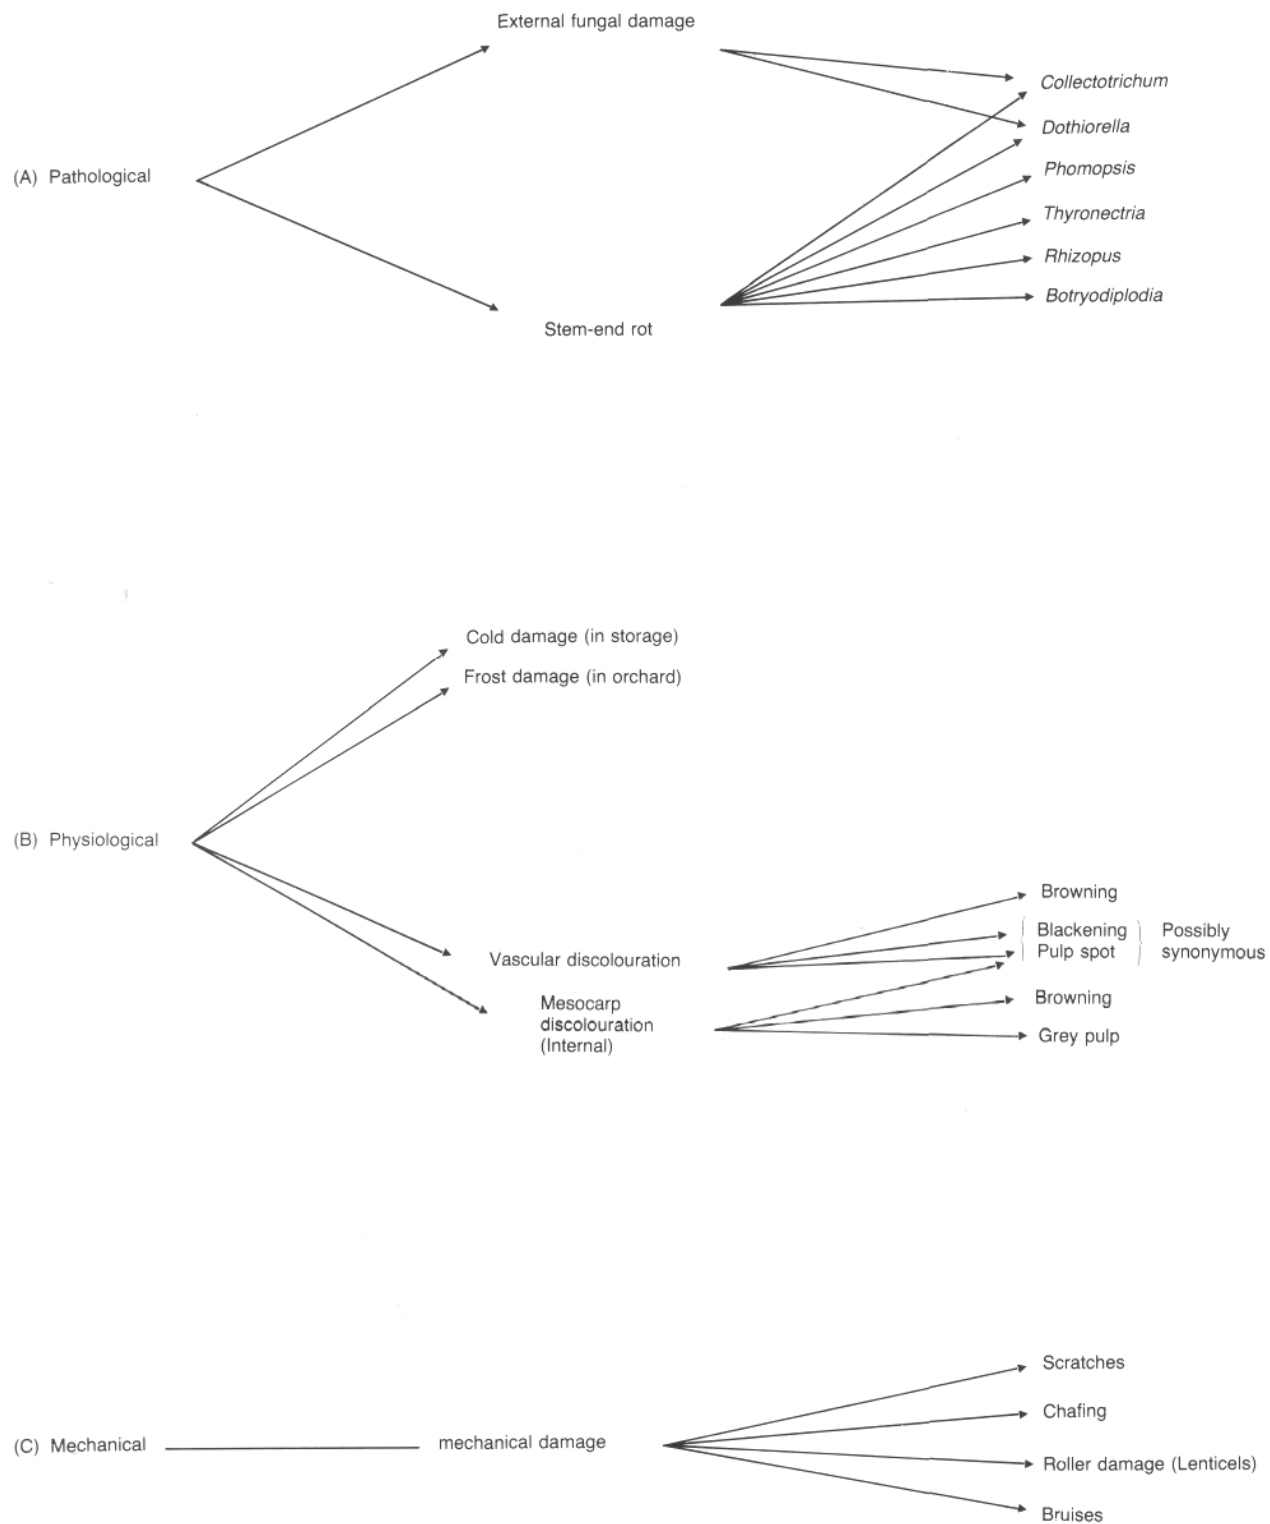 External fungal damage
Collectotrichum
Dothiorella
(A) Pathological
Phomopsis
Thyronectria
Rhizopus
Botryodiplodia
Stem-end rot
Cold damage (in storage)
Frost damage (in orchard)
(B) Physiological
Browning
Blackening
Pulp spot
Possibly
synonymous
Vascular discolouration
Mesocarp
discolouration
(Internal)
Browning
Grey pulp
Scratches
Chafing
(C) Mechanical
mechanical damage
Roller damage (Lenticels)
Bruises